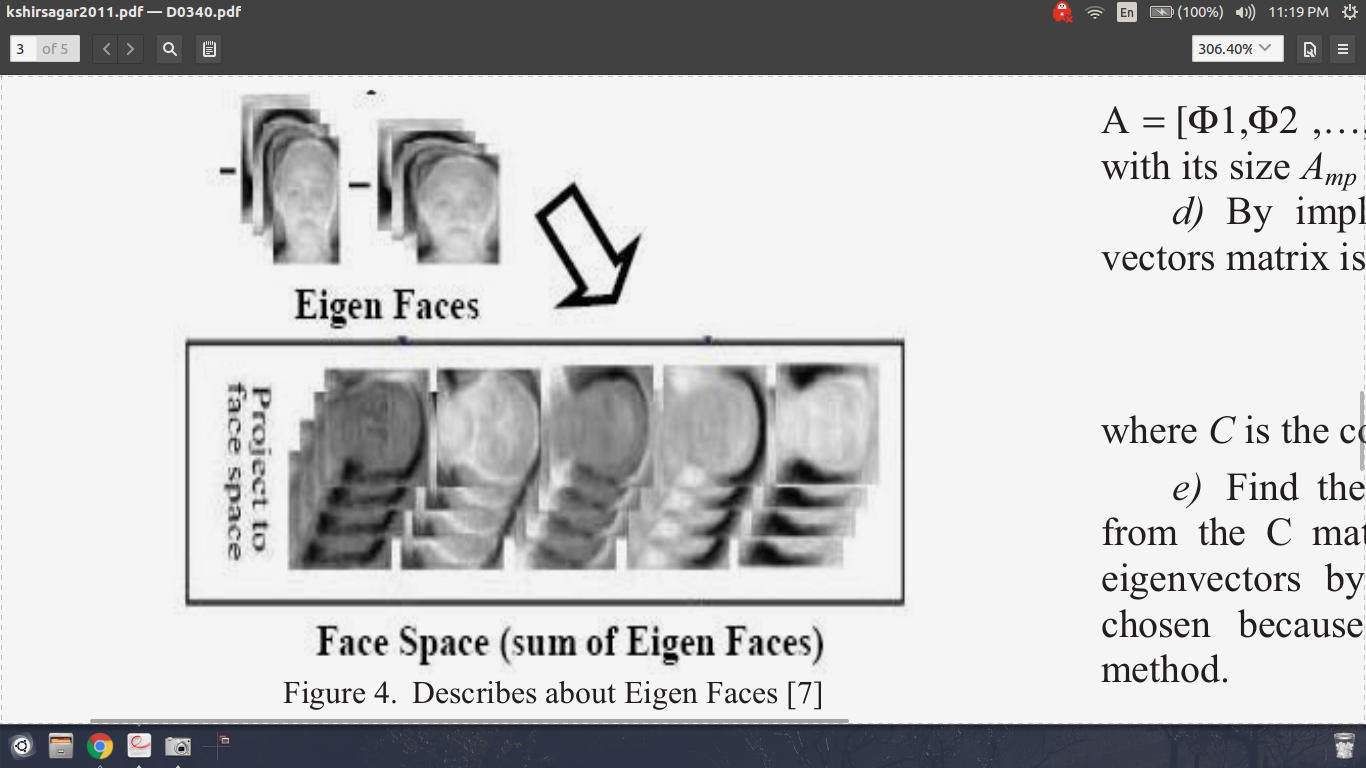 kshirsagar2011.pdf — D0340.pdf
En
(100%)
11:19 PM
3
of 5
306.40%
Eigen Faces
Project to
face space
Face Space (sum of Eigen Faces)
Figure 4. Describes about Eigen Faces [7]
A = [Φ1,Φ2 ,…,
with its size Amp
d) By impl
vectors matrix is
where C is the co
e) Find the
from the C mat
eigenvectors by
chosen because
method.